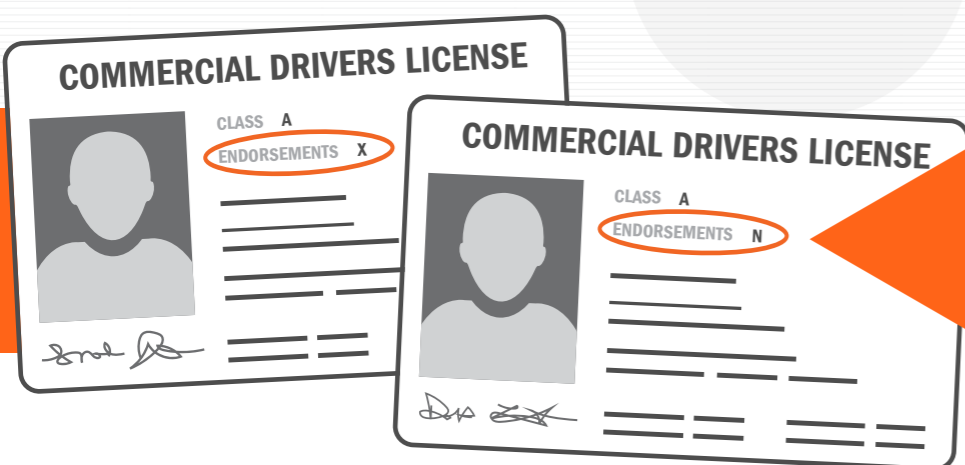 COMMERCIAL DRIVERS LICENSE
CLASS A
ENDORSEMENTS X
COMMERCIAL DRIVERS LICENSE
CLASS A
ENDORSEMENTS N